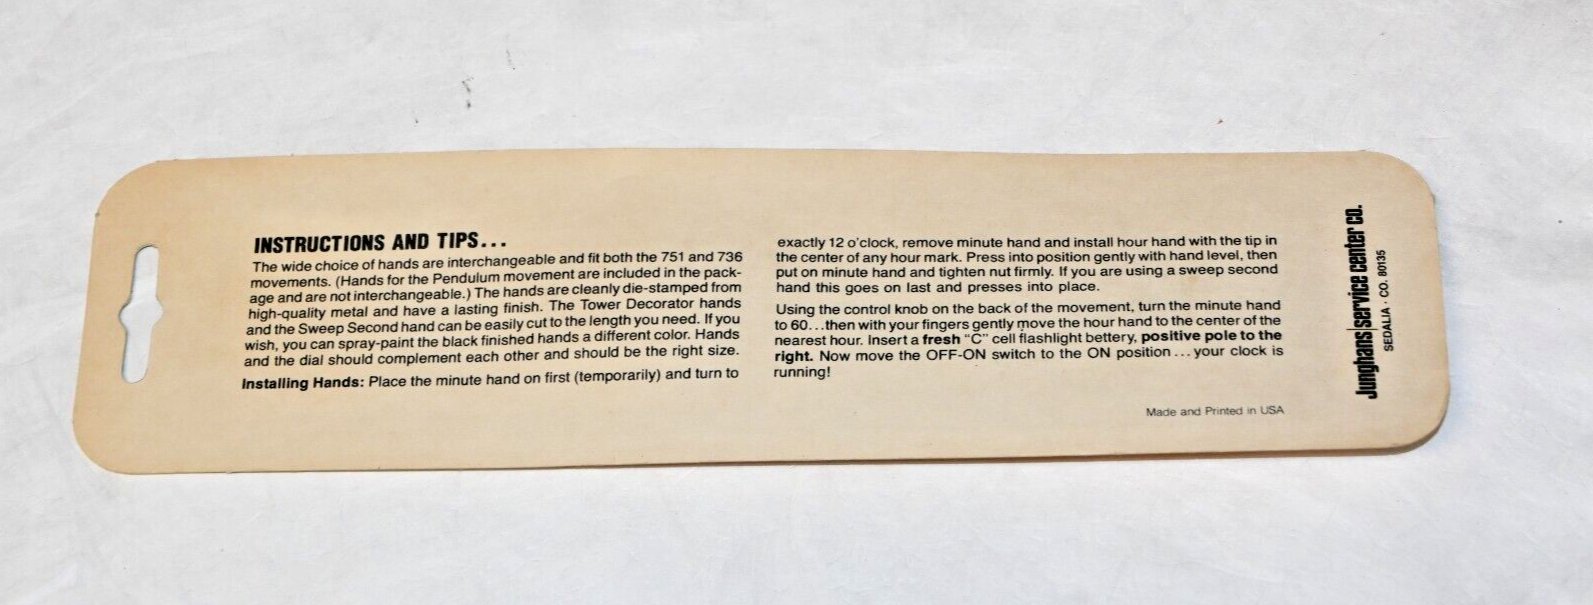 INSTRUCTIONS AND TIPS...
The wide choice of hands are interchangeable and fit both the 751 and 736
movements. (Hands for the Pendulum movement are included in the pack-
age and are not interchangeable.) The hands are cleanly die-stamped from
high-quality metal and have a lasting finish. The Tower Decorator hands
and the Sweep Second hand can be easily cut to the length you need. If you
wish, you can spray-paint the black finished hands a different color. Hands
and the dial should complement each other and should be the right size.
Installing Hands: Place the minute hand on first (temporarily) and turn to
exactly 12 o'clock, remove minute hand and install hour hand with the tip in
the center of any hour mark. Press into position gently with hand level, then
put on minute hand and tighten nut firmly. If you are using a sweep second
hand this goes on last and presses into place.
Using the control knob on the back of the movement, turn the minute hand
to 60...then with your fingers gently move the hour hand to the center of the
nearest hour. Insert a fresh "C" cell flashlight bettery, positive pole to the
right. Now move the OFF-ON switch to the ON position...your clock is
running!
Made and Printed in USA
Junghans service center co.
SEDALIA · CO. 80135